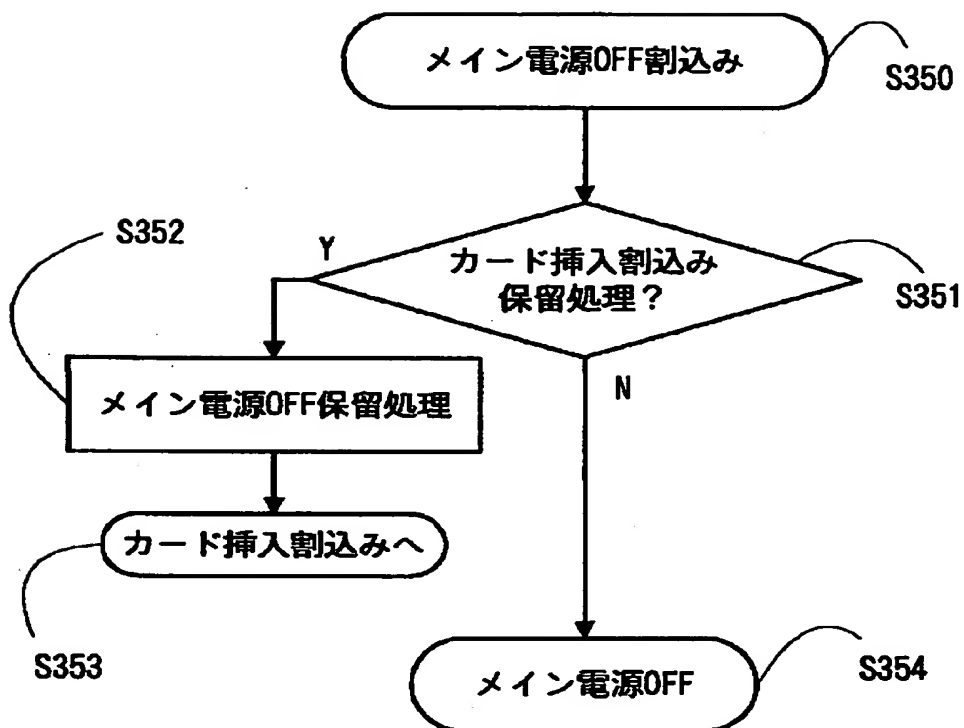 メイン電源OFF割込み
S350
S352
Y
カード挿入割込み
保留処理？
S351
メイン電源OFF保留処理
N
カード挿入割込みへ
S353
メイン電源OFF
S354